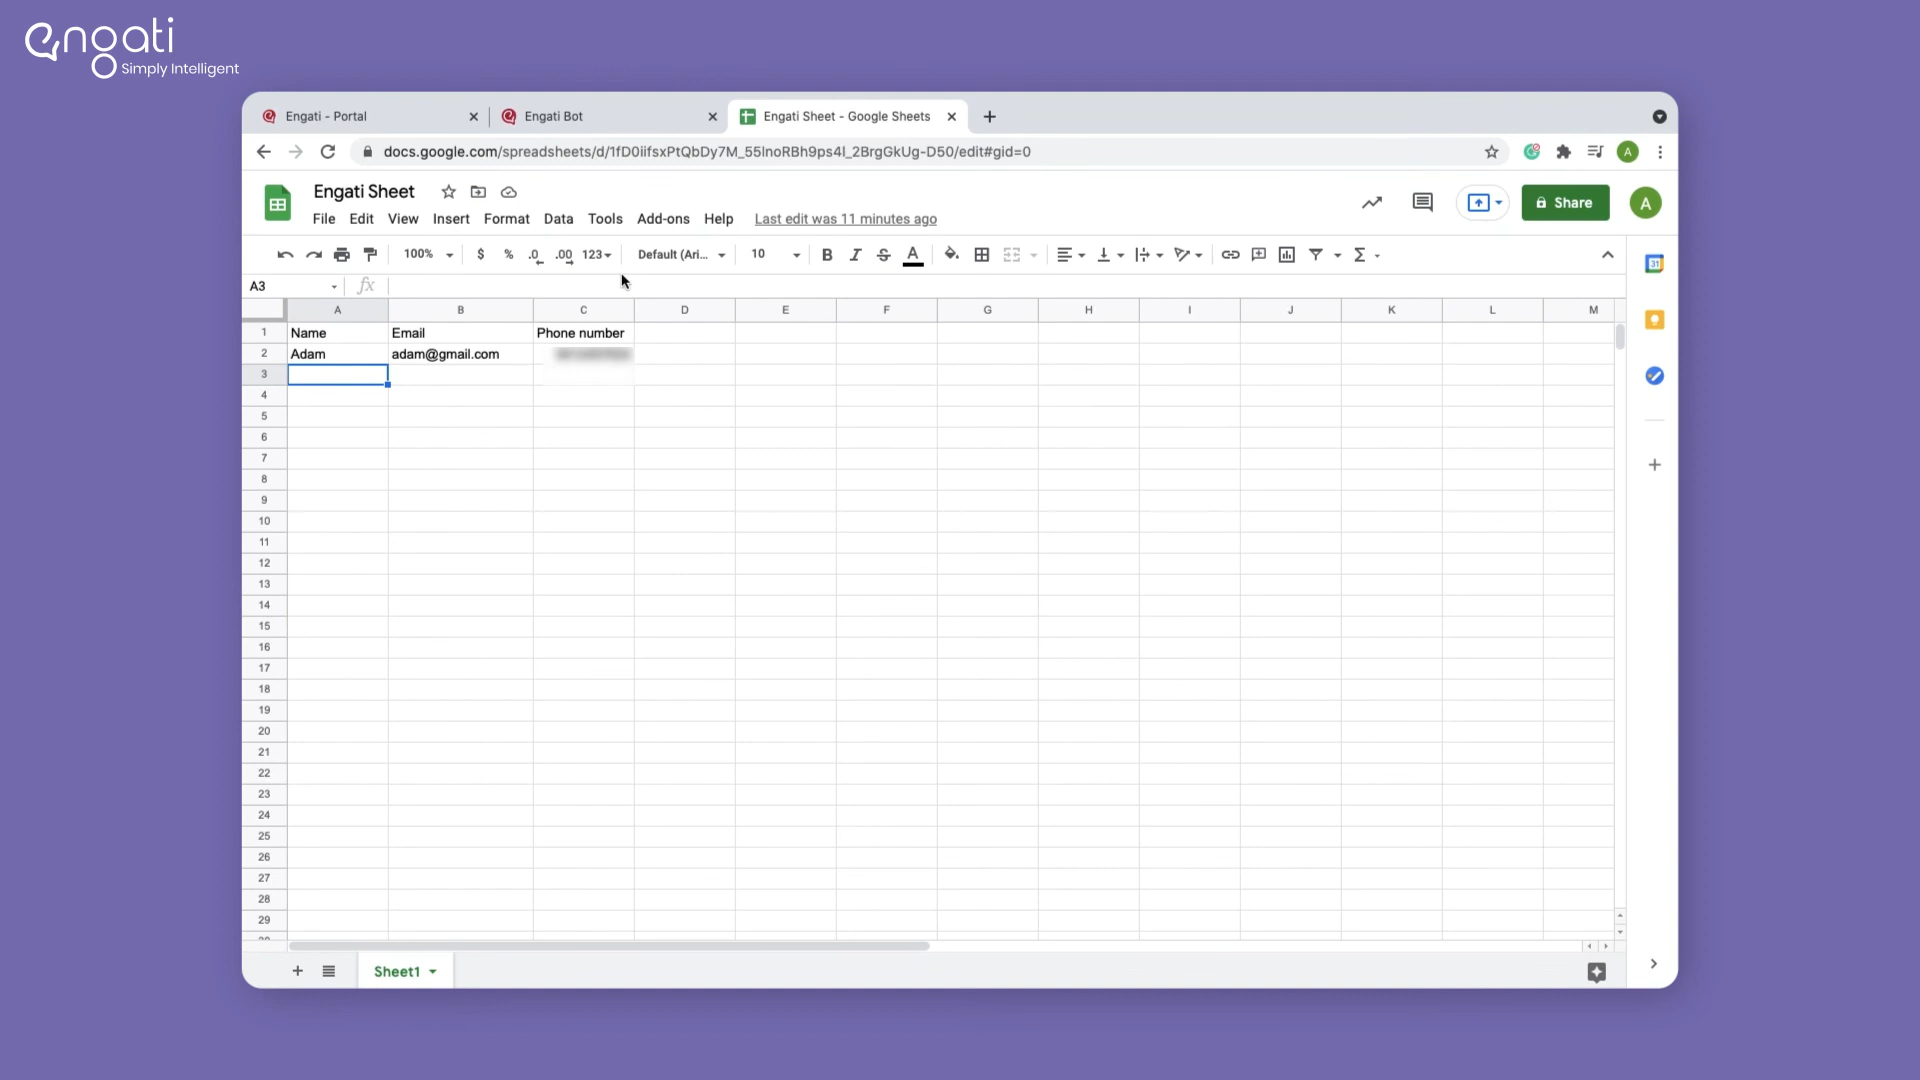 engati
Simply Intelligent
Engati - Portal
Engati Bot
Engati Sheet - Google Sheets
docs.google.com/spreadsheets/d/1fD0iifsxPtQbDy7M_55lnoRBh9ps4l_2BrgGkUg-D50/edit#gid=0
A
Engati Sheet
File Edit View Insert Format Data Tools Add-ons Help Last edit was 11 minutes ago
Share
A
100% $ % .0 .00 123 Default (Ari... 10 B I S A Σ
31
A3 fx
A B C D E F G H I J K L M
1 Name Email Phone number
2 Adam adam@gmail.com
3
4
5
6
7
8
9
10
11
12
13
14
15
16
17
18
19
20
21
22
23
24
25
26
27
28
29
Sheet1